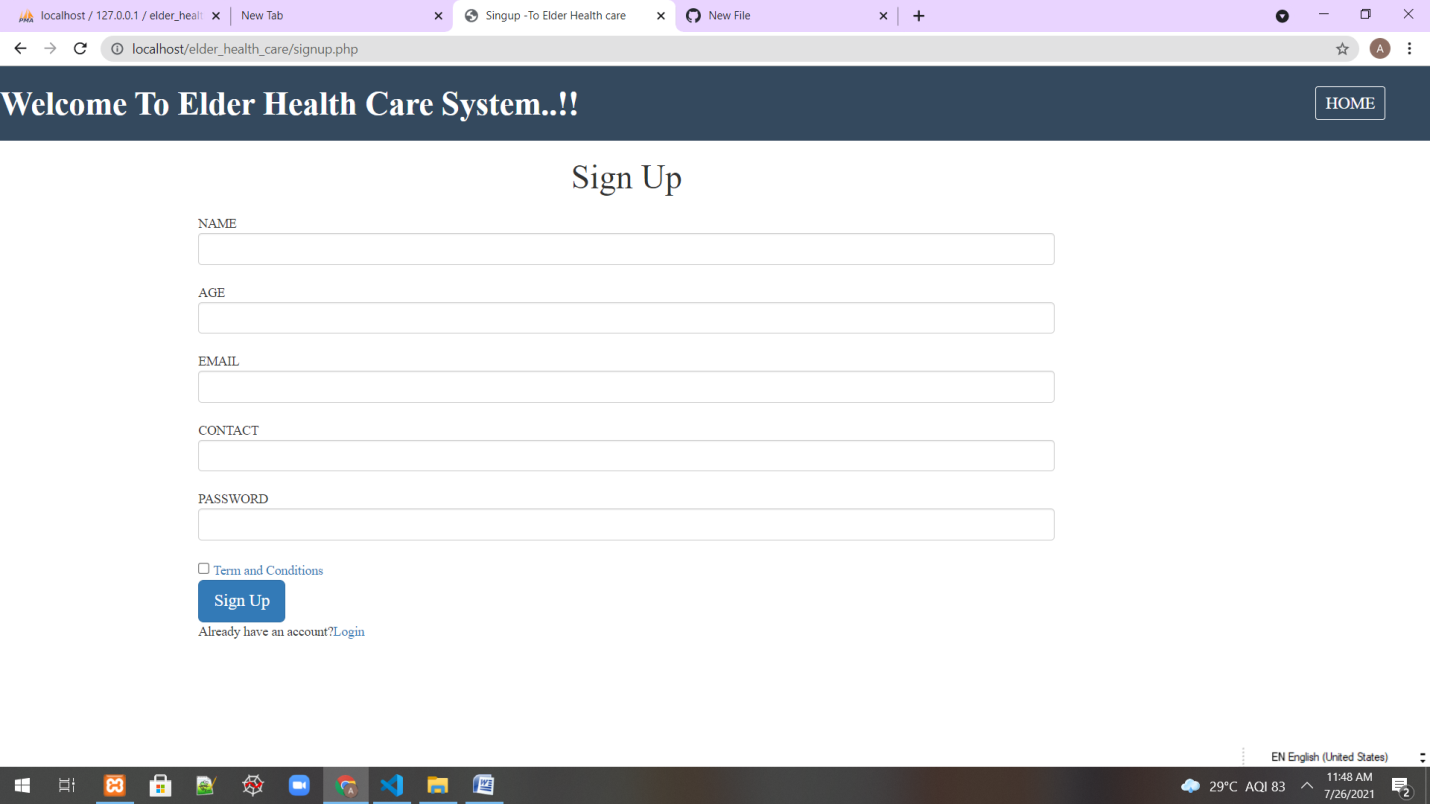 localhost / 127.0.0.1 / elder_healt
New Tab
Singup -To Elder Health care
New File
localhost/elder_health_care/signup.php
A
Welcome To Elder Health Care System..!!
HOME
Sign Up
NAME
AGE
EMAIL
CONTACT
PASSWORD
Term and Conditions
Sign Up
Already have an account?Login
EN English (United States)
29°C AQI 83
11:48 AM
7/26/2021
2